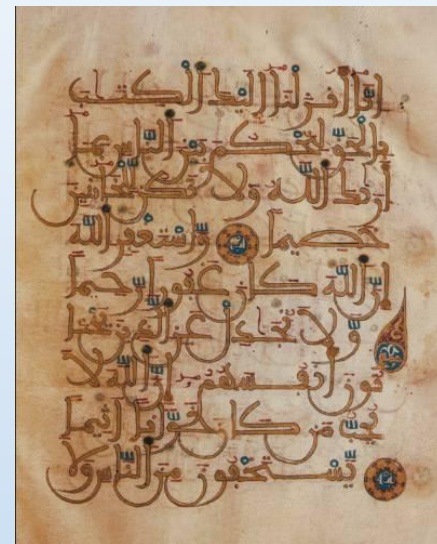 إنا أنزلنا إليك الكتب
بالحق لتحكم بين الناس بما
أريك الله ولا تكن للخائنين
خصيما واستغفر الله
إن الله كان غفورا رحيما
ولا تجدل عن الذين يختا
نون أنفسهم إن الله لا
يحب من كان خوانا أثيما
يستخفون من الناس ولا